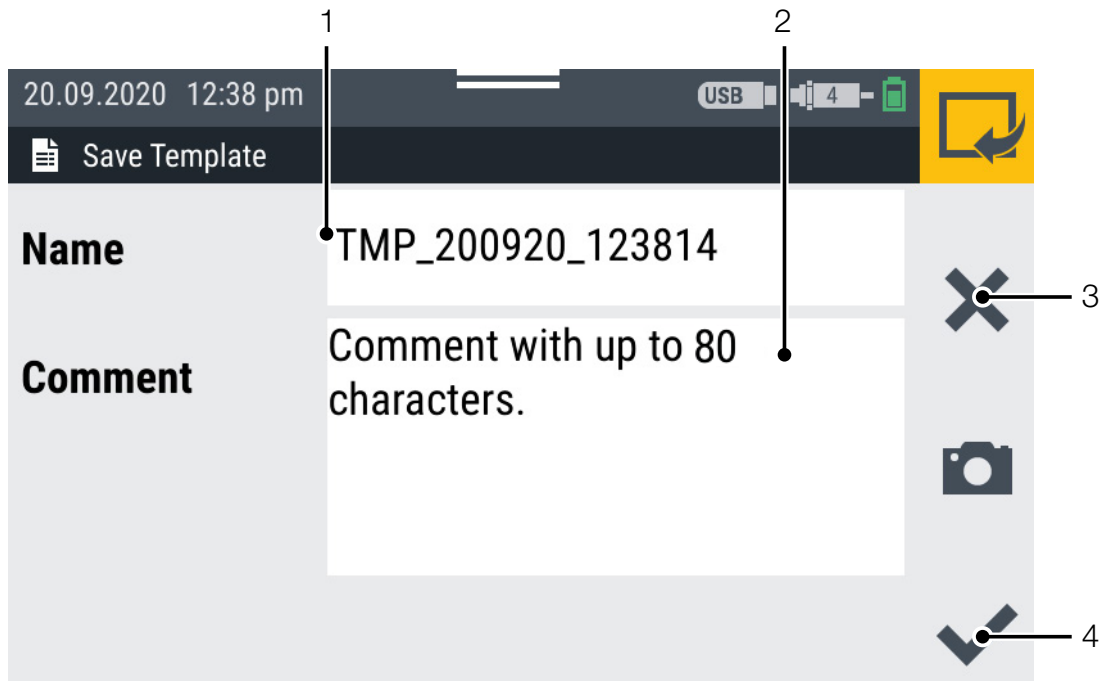 1 2
20.09.2020 12:38 pm USB 4
Save Template
Name TMP_200920_123814
3
Comment Comment with up to 80
characters.
4